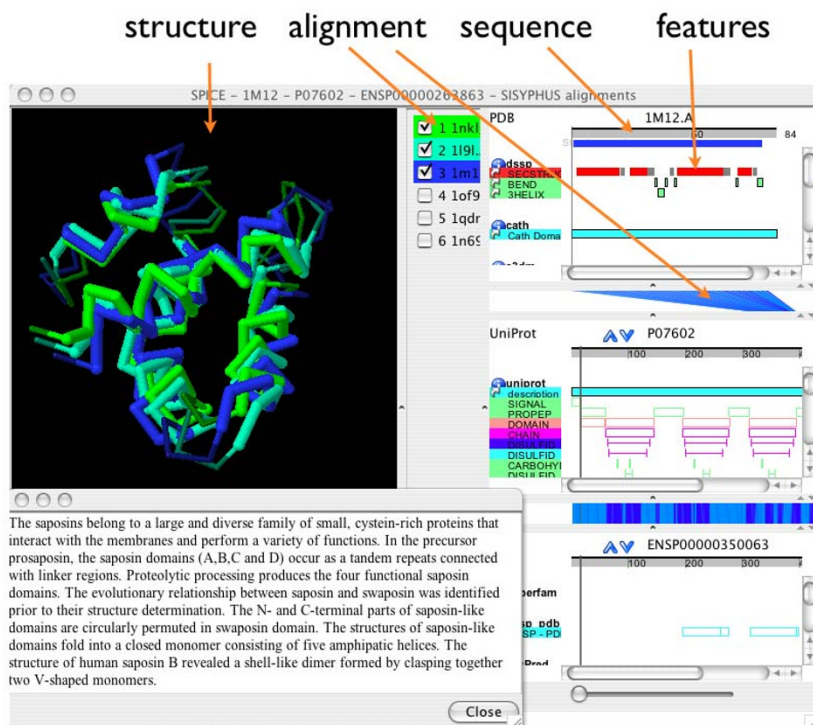 structure alignment sequence features
SPICE - 1M12 - P07602 - ENSP00000263863 - SISYPHUS alignments
1 1nkl
2 1l9l.
3 1m1
4 1of9
5 1qdr
6 1n69
PDB 1M12.A
84
dssp
BEND
3HELIX
cath
Cath Doma
UniProt P07602
100 200 300
uniprot
description
SIGNAL
PROPEP
DOMAIN
CHAIN
DISULFID
DISULFID
CARBOHY
DISULFID
The saposins belong to a large and diverse family of small, cystein-rich proteins that
interact with the membranes and perform a variety of functions. In the precursor
prosaposin, the saposin domains (A,B,C and D) occur as a tandem repeats connected
with linker regions. Proteolytic processing produces the four functional saposin
domains. The evolutionary relationship between saposin and swaposin was identified
prior to their structure determination. The N- and C-terminal parts of saposin-like
domains are circularly permuted in swaposin domain. The structures of saposin-like
domains fold into a closed monomer consisting of five amphipatic helices. The
structure of human saposin B revealed a shell-like dimer formed by clasping together
two V-shaped monomers.
Close
ENSP00000350063
100 200 300
erfam
sp_pdb
SP - PD
Pred